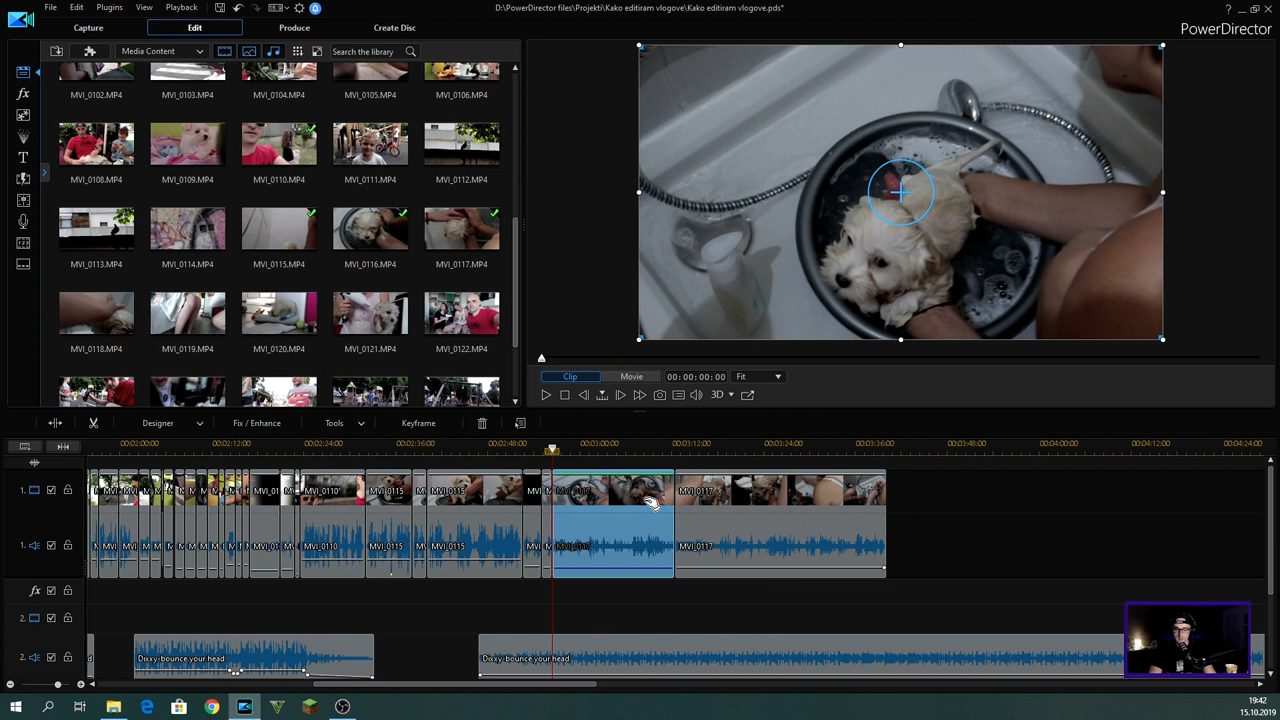 File Edit Plugins View Playback
D:\PowerDirector files\Projekti\Kako editiram vlogove\Kako editiram vlogove.pds*
Capture Edit Produce Create Disc
PowerDirector
Media Content Search the library
MVI_0102.MP4 MVI_0103.MP4 MVI_0104.MP4 MVI_0105.MP4 MVI_0106.MP4
MVI_0108.MP4 MVI_0109.MP4 MVI_0110.MP4 MVI_0111.MP4 MVI_0112.MP4
MVI_0113.MP4 MVI_0114.MP4 MVI_0115.MP4 MVI_0116.MP4 MVI_0117.MP4
MVI_0118.MP4 MVI_0119.MP4 MVI_0120.MP4 MVI_0121.MP4 MVI_0122.MP4
Clip Movie 00:00:00:00 Fit
3D
Designer Fix / Enhance Tools Keyframe
00:02:00:00 00:02:12:00 00:02:24:00 00:02:36:00 00:02:48:00 00:03:00:00 00:03:12:00 00:03:24:00 00:03:36:00 00:03:48:00 00:04:00:00 00:04:12:00 00:04:24:00
1. MVI_0110 MVI_0115 MVI_0115 MVI MVI_0117
1. MVI_0110 MVI_0115 MVI_0115 MVI MVI_0117
fx
2.
2. Dixxy-bounce your head Dixxy-bounce your head
19:42
15.10.2019